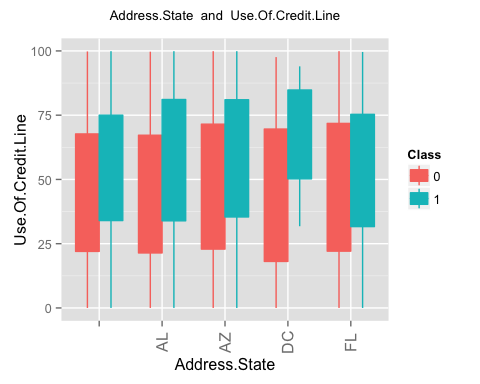 Address.State and Use.Of.Credit.Line
100
75
50
25
0
Use.Of.Credit.Line
AL
AZ
DC
FL
Address.State
Class
0
1